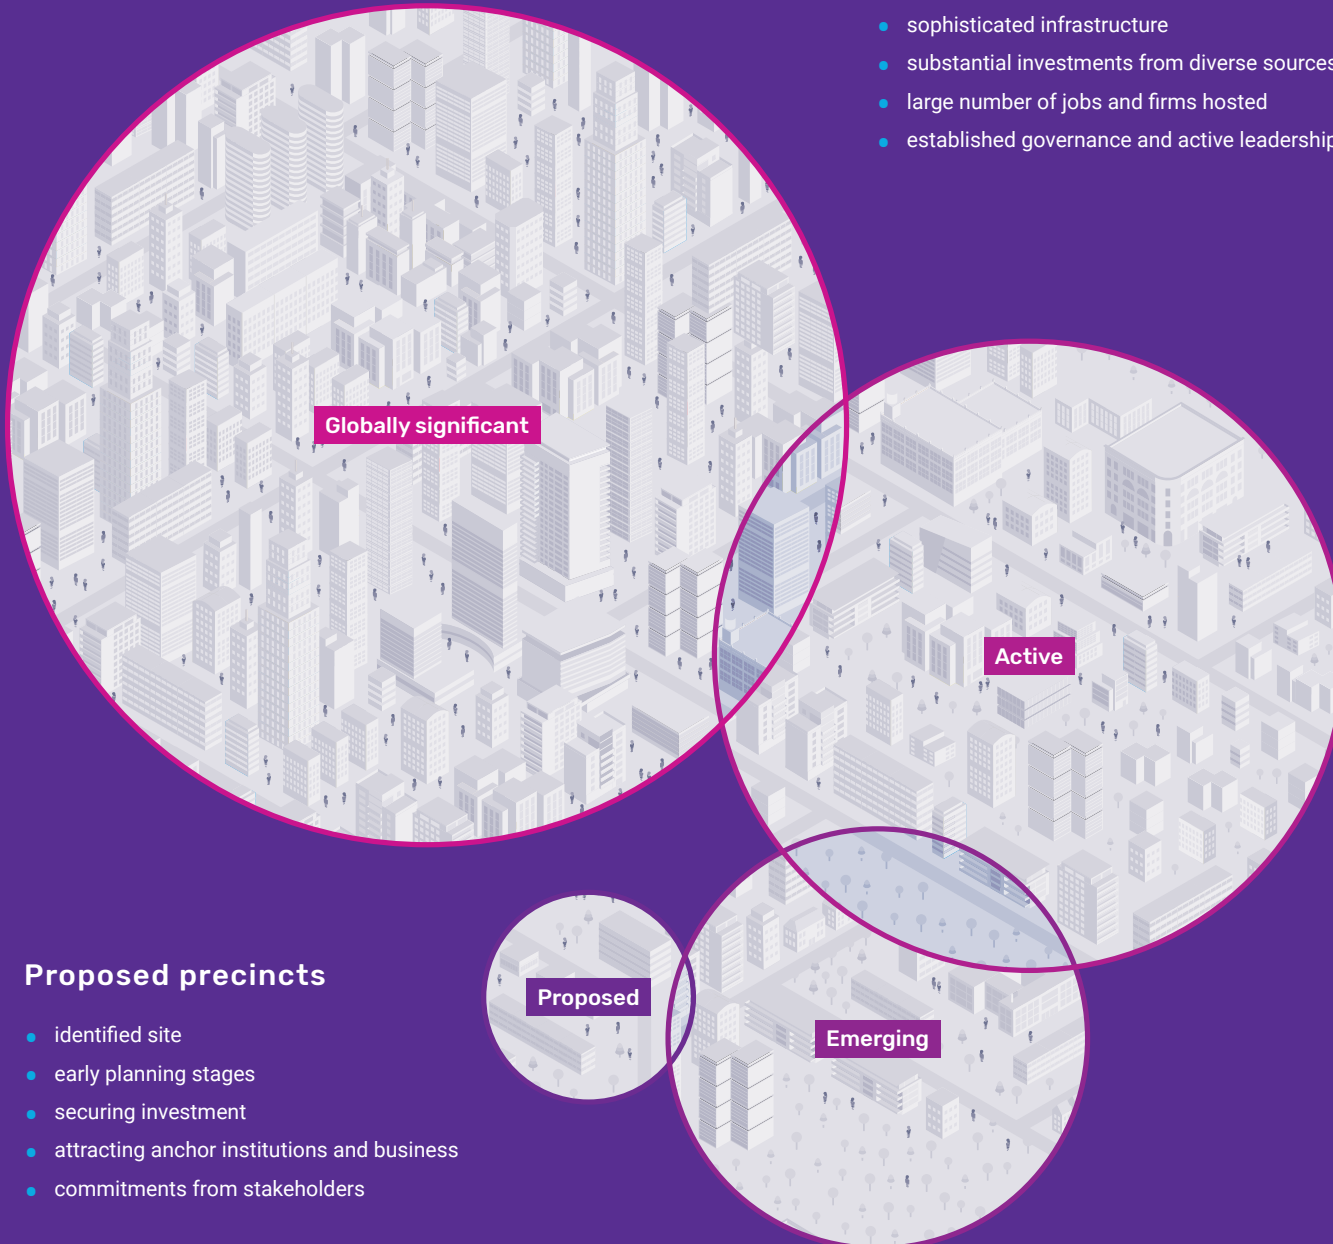 sophisticated infrastructure
substantial investments from diverse sources
large number of jobs and firms hosted
established governance and active leadership
Globally significant
Active
Proposed precincts
identified site
early planning stages
securing investment
attracting anchor institutions and business
commitments from stakeholders
Proposed
Emerging